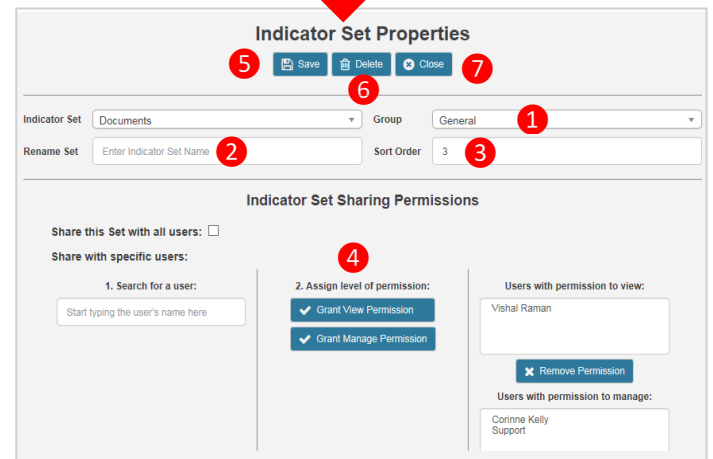 Indicator Set Properties
5 Save Delete Close 7
6
Indicator Set Documents Group General 1
Rename Set Enter Indicator Set Name 2 Sort Order 3 3
Indicator Set Sharing Permissions
Share this Set with all users:
Share with specific users:
4
1. Search for a user: 2. Assign level of permission: Users with permission to view:
Start typing the user's name here Grant View Permission Vishal Raman
Grant Manage Permission
Remove Permission
Users with permission to manage:
Corinne Kelly
Support